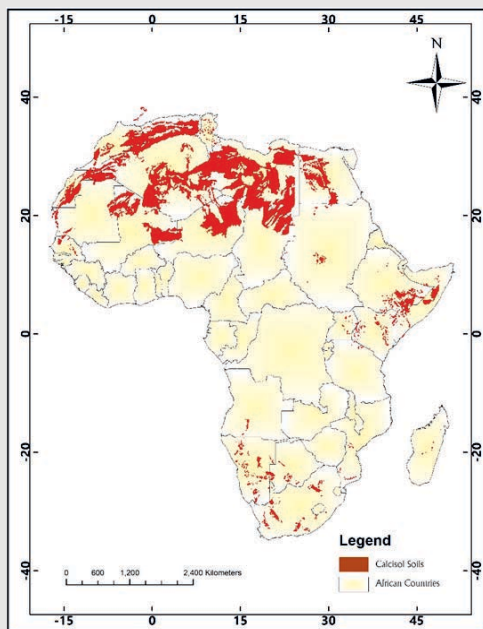 -15 0 15 30 45
N
40 40
20 20
0 0
-20 -20
-40 -40
Legend
Calcisol Soils
African Countries
0 600 1,200 2,400 Kilometers
-15 0 15 30 45